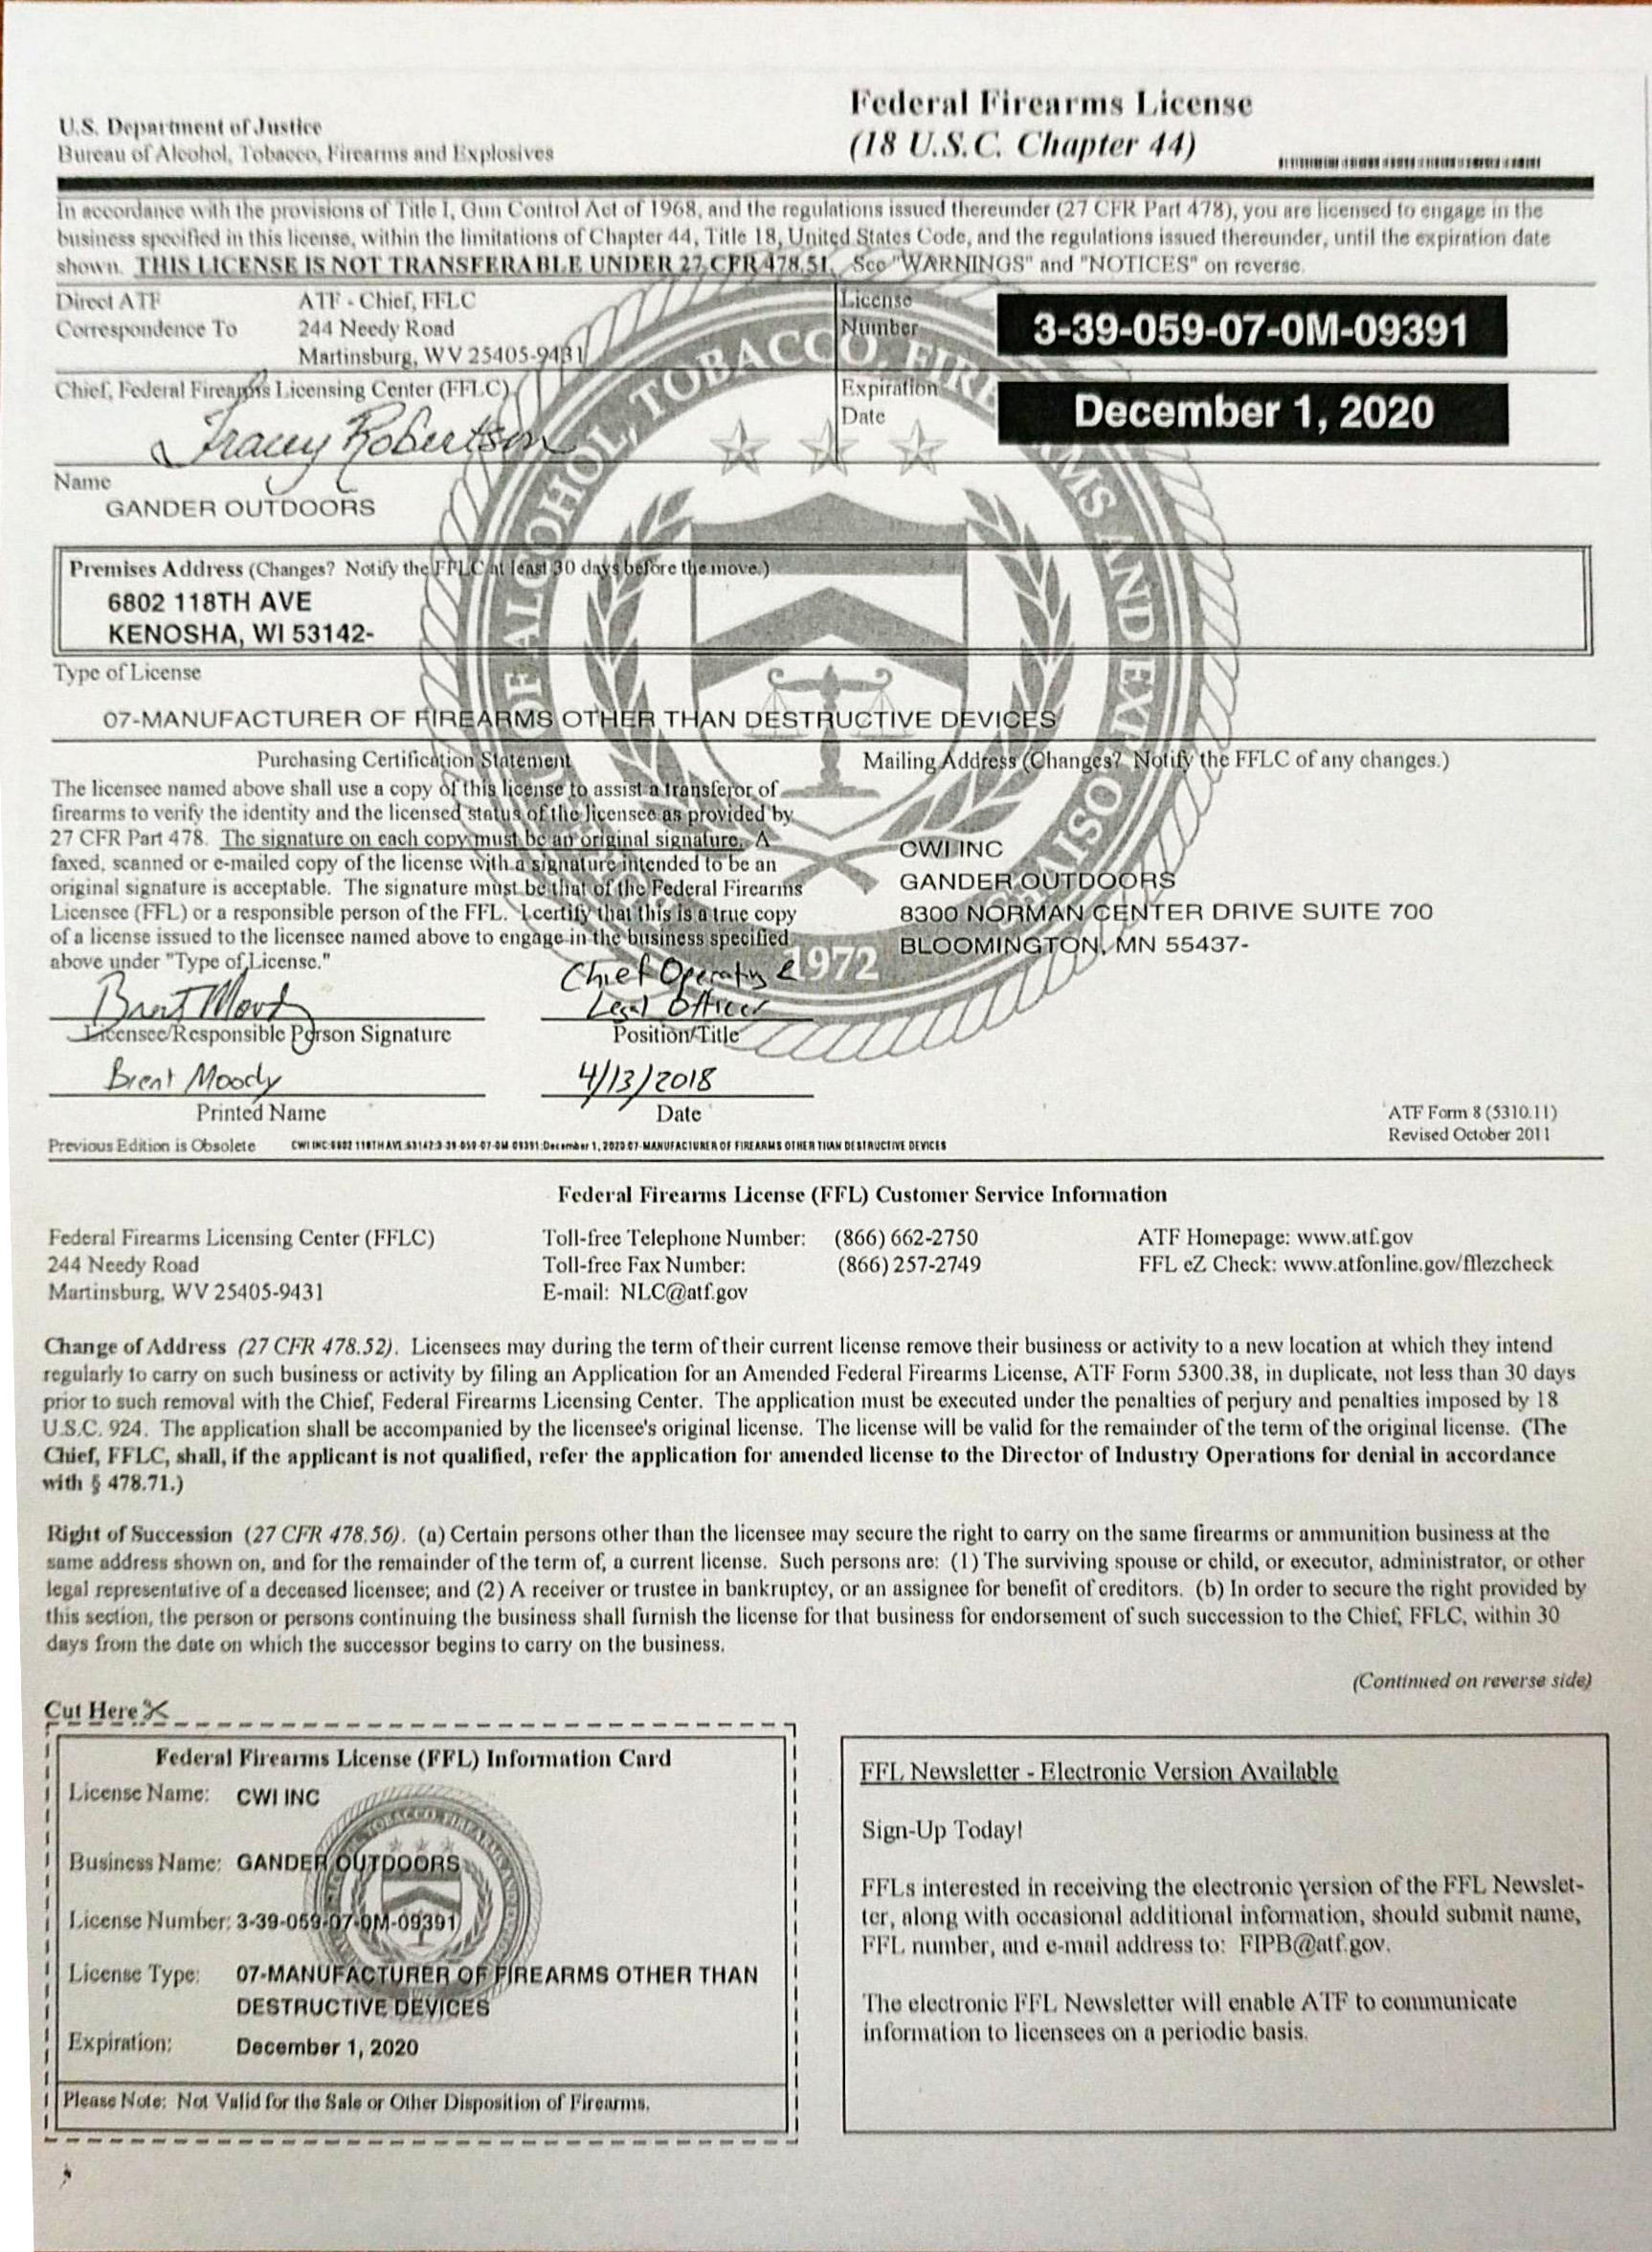 U.S. Department of Justice
Bureau of Alcohol, Tobacco, Firearms and Explosives
Federal Firearms License
(18 U.S.C. Chapter 44)
In accordance with the provisions of Title I, Gun Control Act of 1968, and the regulations issued thereunder (27 CFR Part 478), you are licensed to engage in the
business specified in this license, within the limitations of Chapter 44, Title 18, United States Code, and the regulations issued thereunder, until the expiration date
shown. THIS LICENSE IS NOT TRANSFERABLE UNDER 27 CFR 478.51. See "WARNINGS" and "NOTICES" on reverse.
Direct ATF
Correspondence To
ATF - Chief, FFLC
244 Needy Road
Martinsburg, WV 25405-9431
License
Number
3-39-059-07-0M-09391
Chief, Federal Firearms Licensing Center (FFLC)
Tracey Robertson
Expiration
Date
December 1, 2020
Name
GANDER OUTDOORS
Premises Address (Changes? Notify the FFLC at least 30 days before the move.)
6802 118TH AVE
KENOSHA, WI 53142-
Type of License
07-MANUFACTURER OF FIREARMS OTHER THAN DESTRUCTIVE DEVICES
Purchasing Certification Statement
The licensee named above shall use a copy of this license to assist a transferor of
firearms to verify the identity and the licensed status of the licensee as provided by
27 CFR Part 478. The signature on each copy must be an original signature. A
faxed, scanned or e-mailed copy of the license with a signature intended to be an
original signature is acceptable. The signature must be that of the Federal Firearms
Licensee (FFL) or a responsible person of the FFL. I certify that this is a true copy
of a license issued to the licensee named above to engage in the business specified
above under "Type of License."
Mailing Address (Changes? Notify the FFLC of any changes.)
CWI INC
GANDER OUTDOORS
8300 NORMAN CENTER DRIVE SUITE 700
BLOOMINGTON, MN 55437-
1972
Brent Moody
Licensee/Responsible Person Signature
Chief Operating &
Legal Officer
Position/Title
Brent Moody
Printed Name
4/13/2018
Date
ATF Form 8 (5310.11)
Revised October 2011
Previous Edition is Obsolete
CWI INC:6802 118TH AVE:53142:3-39-059-07-0M-09391:December 1, 2020:07-MANUFACTURER OF FIREARMS OTHER THAN DESTRUCTIVE DEVICES
Federal Firearms License (FFL) Customer Service Information
Federal Firearms Licensing Center (FFLC)
244 Needy Road
Martinsburg, WV 25405-9431
Toll-free Telephone Number: (866) 662-2750
Toll-free Fax Number: (866) 257-2749
E-mail: NLC@atf.gov
ATF Homepage: www.atf.gov
FFL eZ Check: www.atfonline.gov/fflezcheck
Change of Address (27 CFR 478.52). Licensees may during the term of their current license remove their business or activity to a new location at which they intend
regularly to carry on such business or activity by filing an Application for an Amended Federal Firearms License, ATF Form 5300.38, in duplicate, not less than 30 days
prior to such removal with the Chief, Federal Firearms Licensing Center. The application must be executed under the penalties of perjury and penalties imposed by 18
U.S.C. 924. The application shall be accompanied by the licensee's original license. The license will be valid for the remainder of the term of the original license. (The
Chief, FFLC, shall, if the applicant is not qualified, refer the application for amended license to the Director of Industry Operations for denial in accordance
with § 478.71.)
Right of Succession (27 CFR 478.56). (a) Certain persons other than the licensee may secure the right to carry on the same firearms or ammunition business at the
same address shown on, and for the remainder of the term of, a current license. Such persons are: (1) The surviving spouse or child, or executor, administrator, or other
legal representative of a deceased licensee; and (2) A receiver or trustee in bankruptcy, or an assignee for benefit of creditors. (b) In order to secure the right provided by
this section, the person or persons continuing the business shall furnish the license for that business for endorsement of such succession to the Chief, FFLC, within 30
days from the date on which the successor begins to carry on the business.
(Continued on reverse side)
Cut Here
Federal Firearms License (FFL) Information Card
License Name: CWI INC
Business Name: GANDER OUTDOORS
License Number: 3-39-059-07-0M-09391
License Type: 07-MANUFACTURER OF FIREARMS OTHER THAN
DESTRUCTIVE DEVICES
Expiration: December 1, 2020
Please Note: Not Valid for the Sale or Other Disposition of Firearms.
FFL Newsletter - Electronic Version Available
Sign-Up Today!
FFLs interested in receiving the electronic version of the FFL Newslet-
ter, along with occasional additional information, should submit name,
FFL number, and e-mail address to: FIPB@atf.gov.
The electronic FFL Newsletter will enable ATF to communicate
information to licensees on a periodic basis.